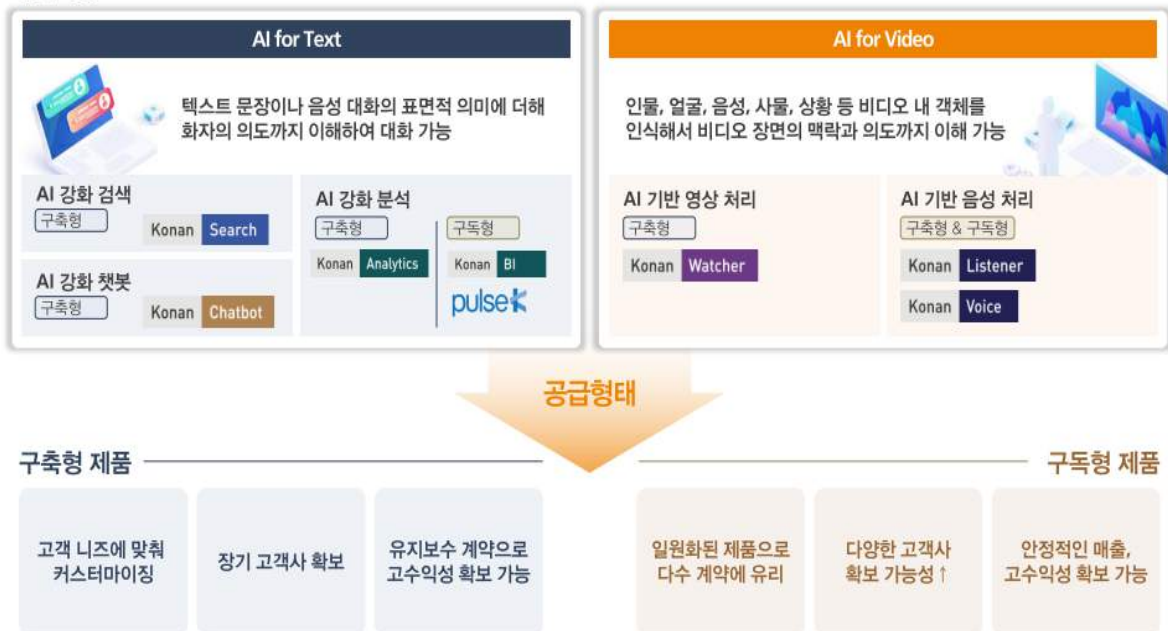 AI for Text
텍스트 문장이나 음성 대화의 표면적 의미에 더해
화자의 의도까지 이해하여 대화 가능
AI 강화 검색
구축형
Konan Search
AI 강화 챗봇
구축형
Konan Chatbot
AI 강화 분석
구축형
Konan Analytics
구독형
Konan BI
pulseK
AI for Video
인물, 얼굴, 음성, 사물, 상황 등 비디오 내 객체를
인식해서 비디오 장면의 맥락과 의도까지 이해 가능
AI 기반 영상 처리
구축형
Konan Watcher
AI 기반 음성 처리
구축형 & 구독형
Konan Listener
Konan Voice
공급형태
구축형 제품
고객 니즈에 맞춰
커스터마이징
장기 고객사 확보
유지보수 계약으로
고수익성 확보 가능
구독형 제품
일원화된 제품으로
다수 계약에 유리
다양한 고객사
확보 가능성 ↑
안정적인 매출,
고수익성 확보 가능